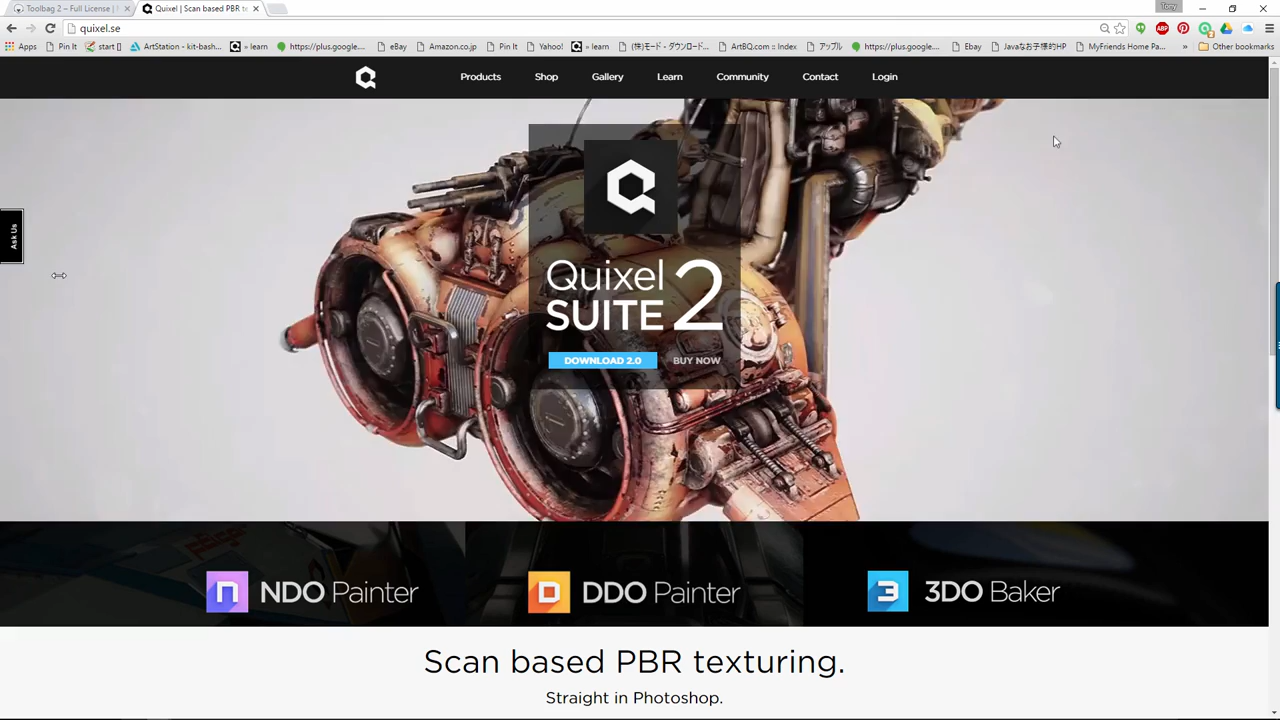 Toolbag 2 – Full License |
Quixel | Scan based PBR te
Tony
quixel.se
Apps
Pin It
start []
ArtStation - kit-bash...
» learn
https://plus.google....
eBay
Amazon.co.jp
Pin It
Yahoo!
» learn
(株)モード - ダウンロード...
ArtBQ.com :: Index
アップル
https://plus.google....
Ebay
Javaなお子様的HP
MyFriends Home Pa...
»
Other bookmarks
Products
Shop
Gallery
Learn
Community
Contact
Login
Ask Us
Quixel
SUITE 2
DOWNLOAD 2.0
BUY NOW
NDO Painter
DDO Painter
3DO Baker
Scan based PBR texturing.
Straight in Photoshop.